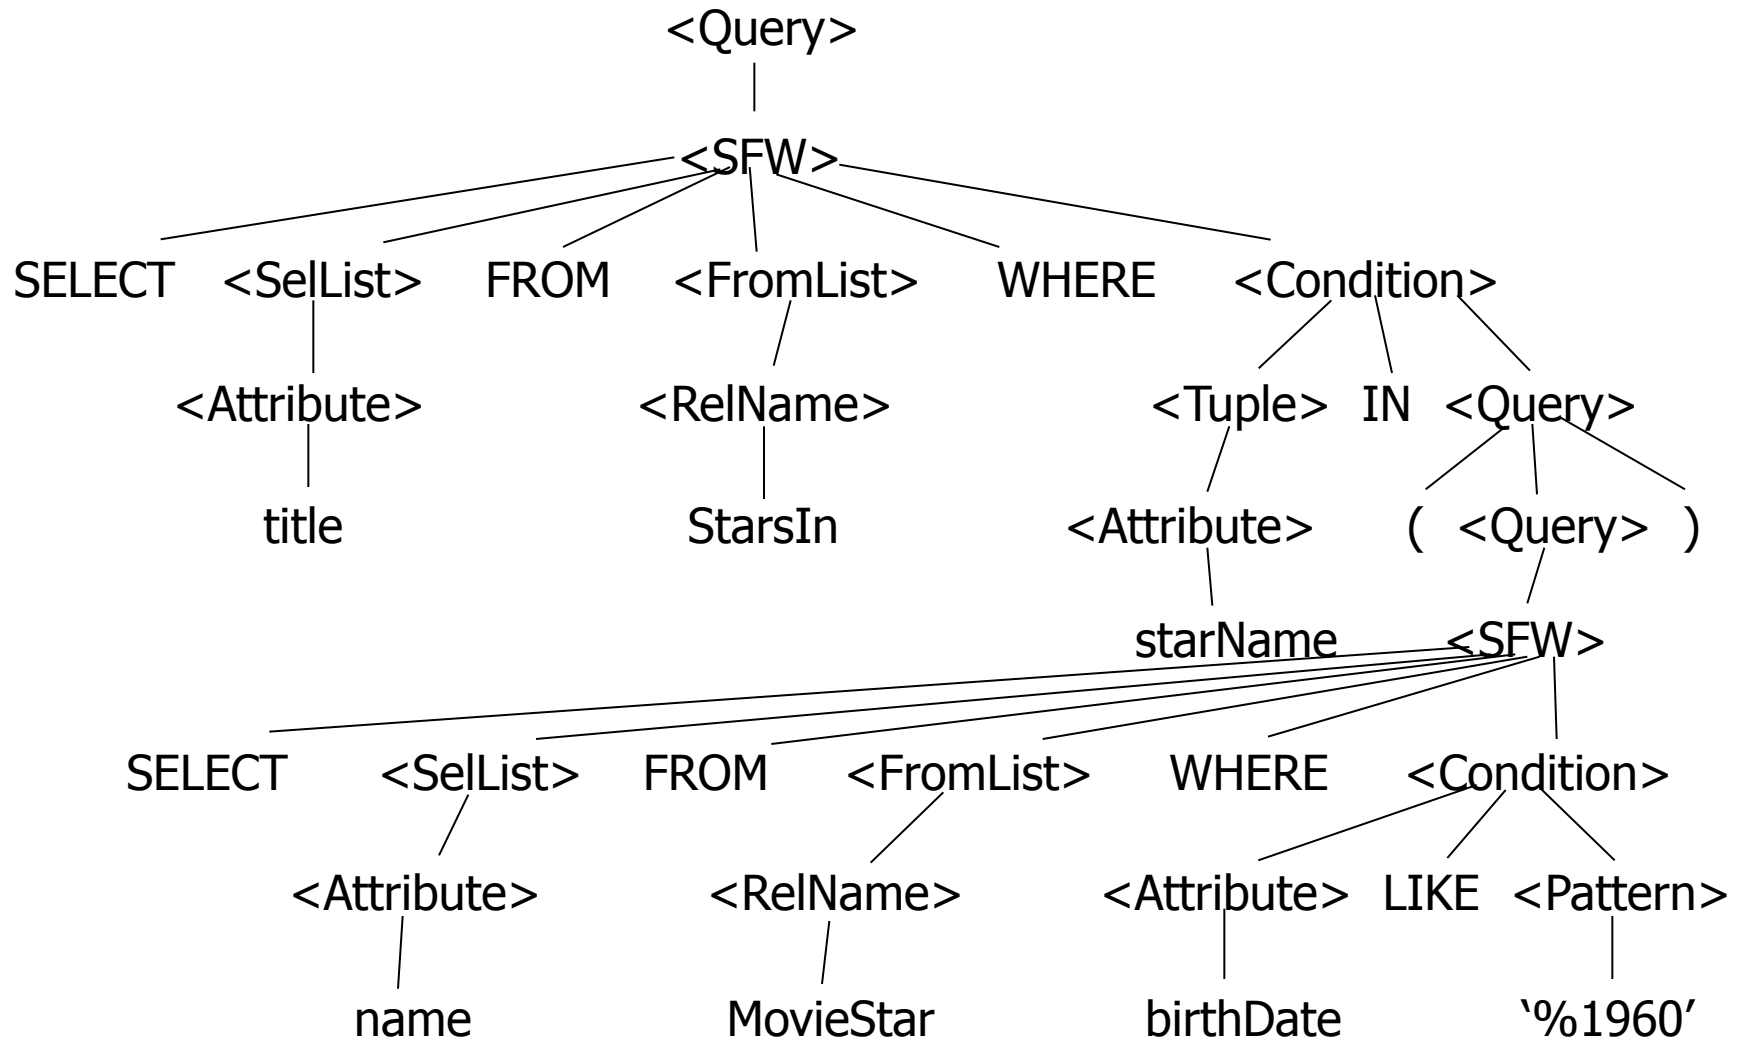 <Query>
<SFW>
SELECT <SelList> FROM <FromList> WHERE <Condition>
<Attribute> <RelName> <Tuple> IN <Query>
title StarsIn <Attribute> ( <Query> )
starName <SFW>
SELECT <SelList> FROM <FromList> WHERE <Condition>
<Attribute> <RelName> <Attribute> LIKE <Pattern>
name MovieStar birthDate ‘%1960’